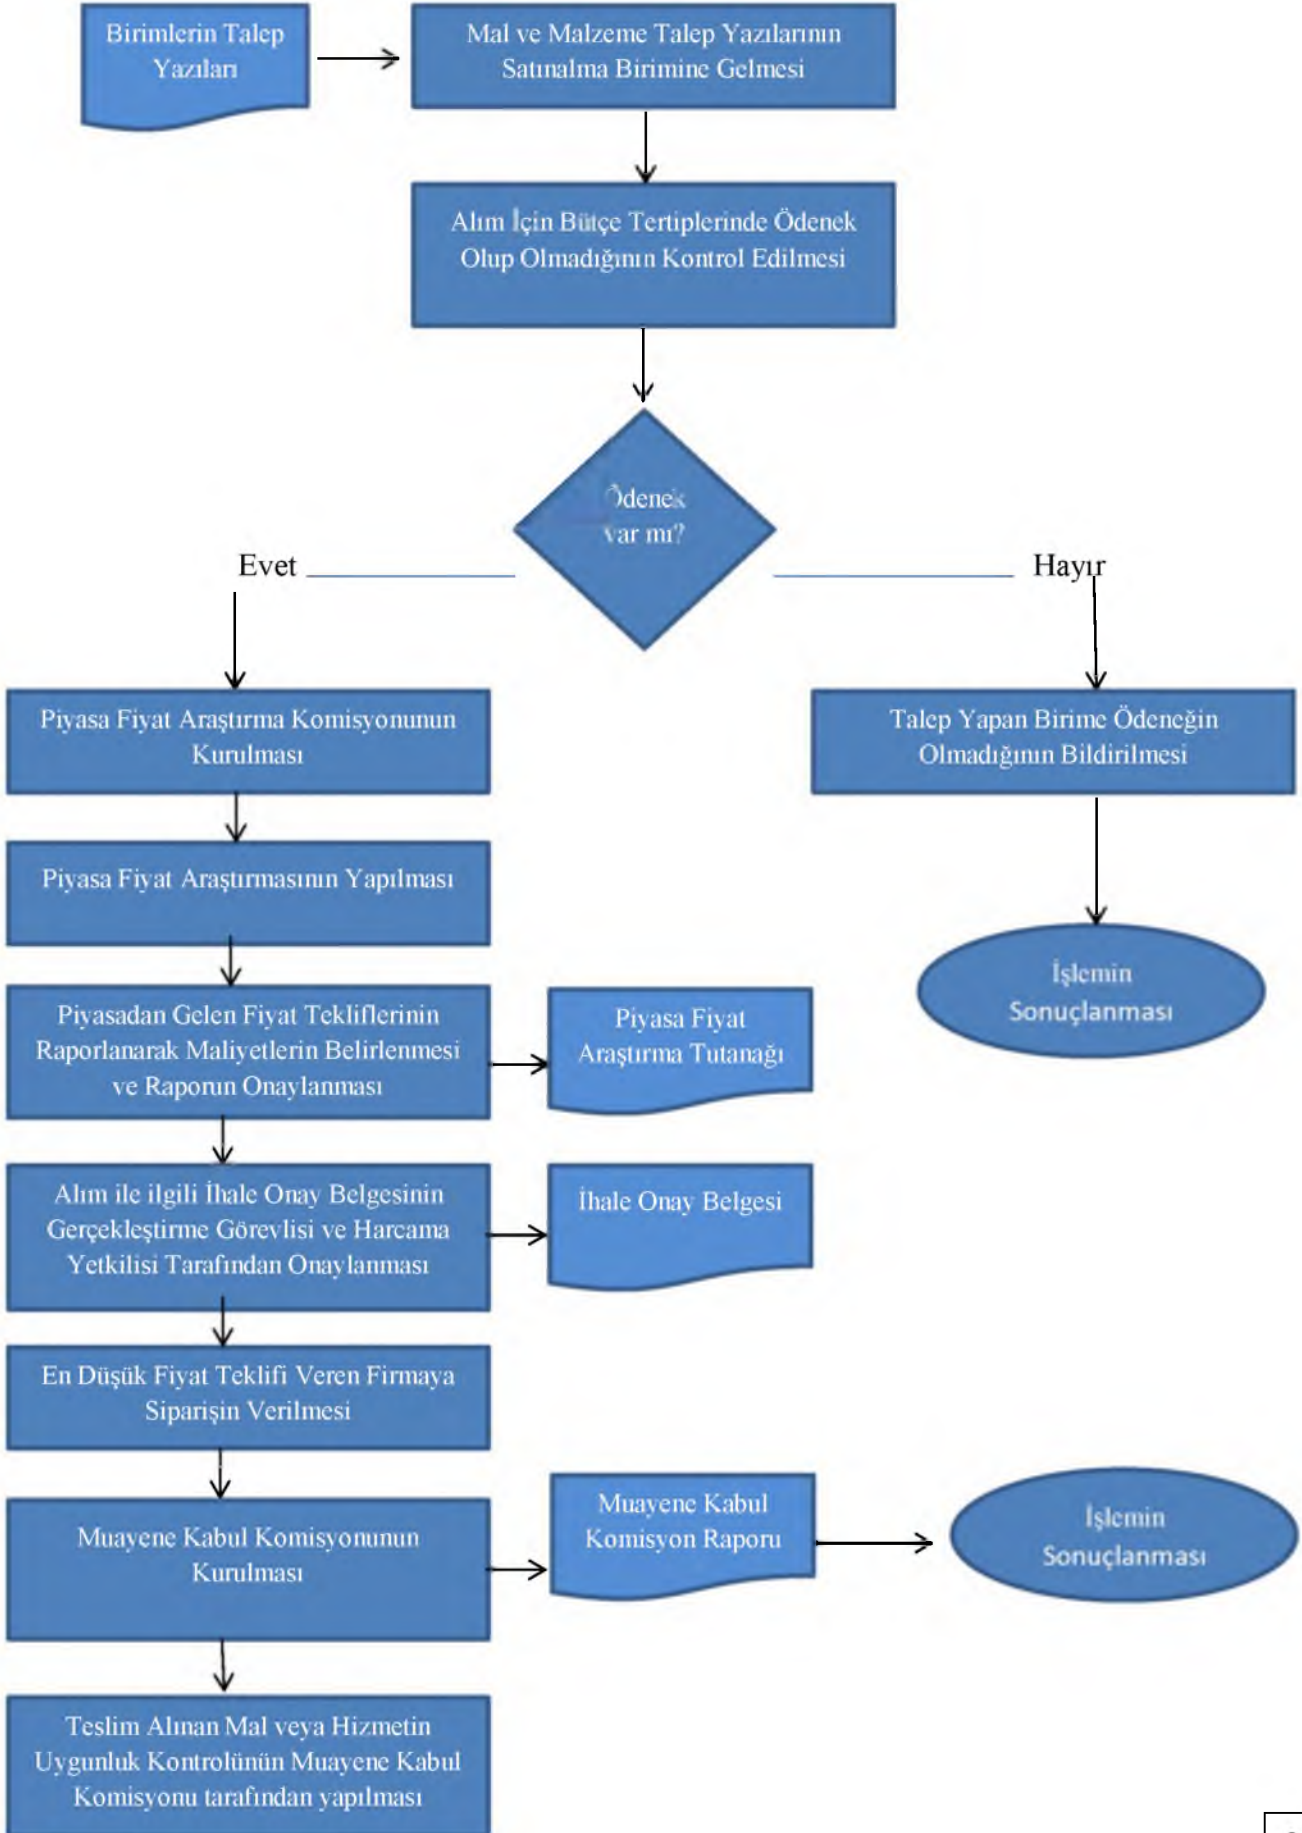 Birimlerin Talep
Yazıları
Mal ve Malzeme Talep Yazılarının
Satınalma Birimine Gelmesi
Alım İçin Bütçe Tertiplerinde Ödenek
Olup Olmadığının Kontrol Edilmesi
Ödenek
var mı?
Evet
Hayır
Piyasa Fiyat Araştırma Komisyonunun
Kurulması
Talep Yapan Birime Ödeneğin
Olmadığının Bildirilmesi
Piyasa Fiyat Araştırmasının Yapılması
İşlemin
Sonuçlanması
Piyasadan Gelen Fiyat Tekliflerinin
Raporlanarak Maliyetlerin Belirlenmesi
ve Raporun Onaylanması
Piyasa Fiyat
Araştırma Tutanağı
Alım ile ilgili İhale Onay Belgesinin
Gerçekleştirme Görevlisi ve Harcama
Yetkilisi Tarafından Onaylanması
İhale Onay Belgesi
En Düşük Fiyat Teklifi Veren Firmaya
Siparişin Verilmesi
Muayene Kabul Komisyonunun
Kurulması
Muayene Kabul
Komisyon Raporu
İşlemin
Sonuçlanması
Teslim Alınan Mal veya Hizmetin
Uygunluk Kontrolünün Muayene Kabul
Komisyonu tarafından yapılması